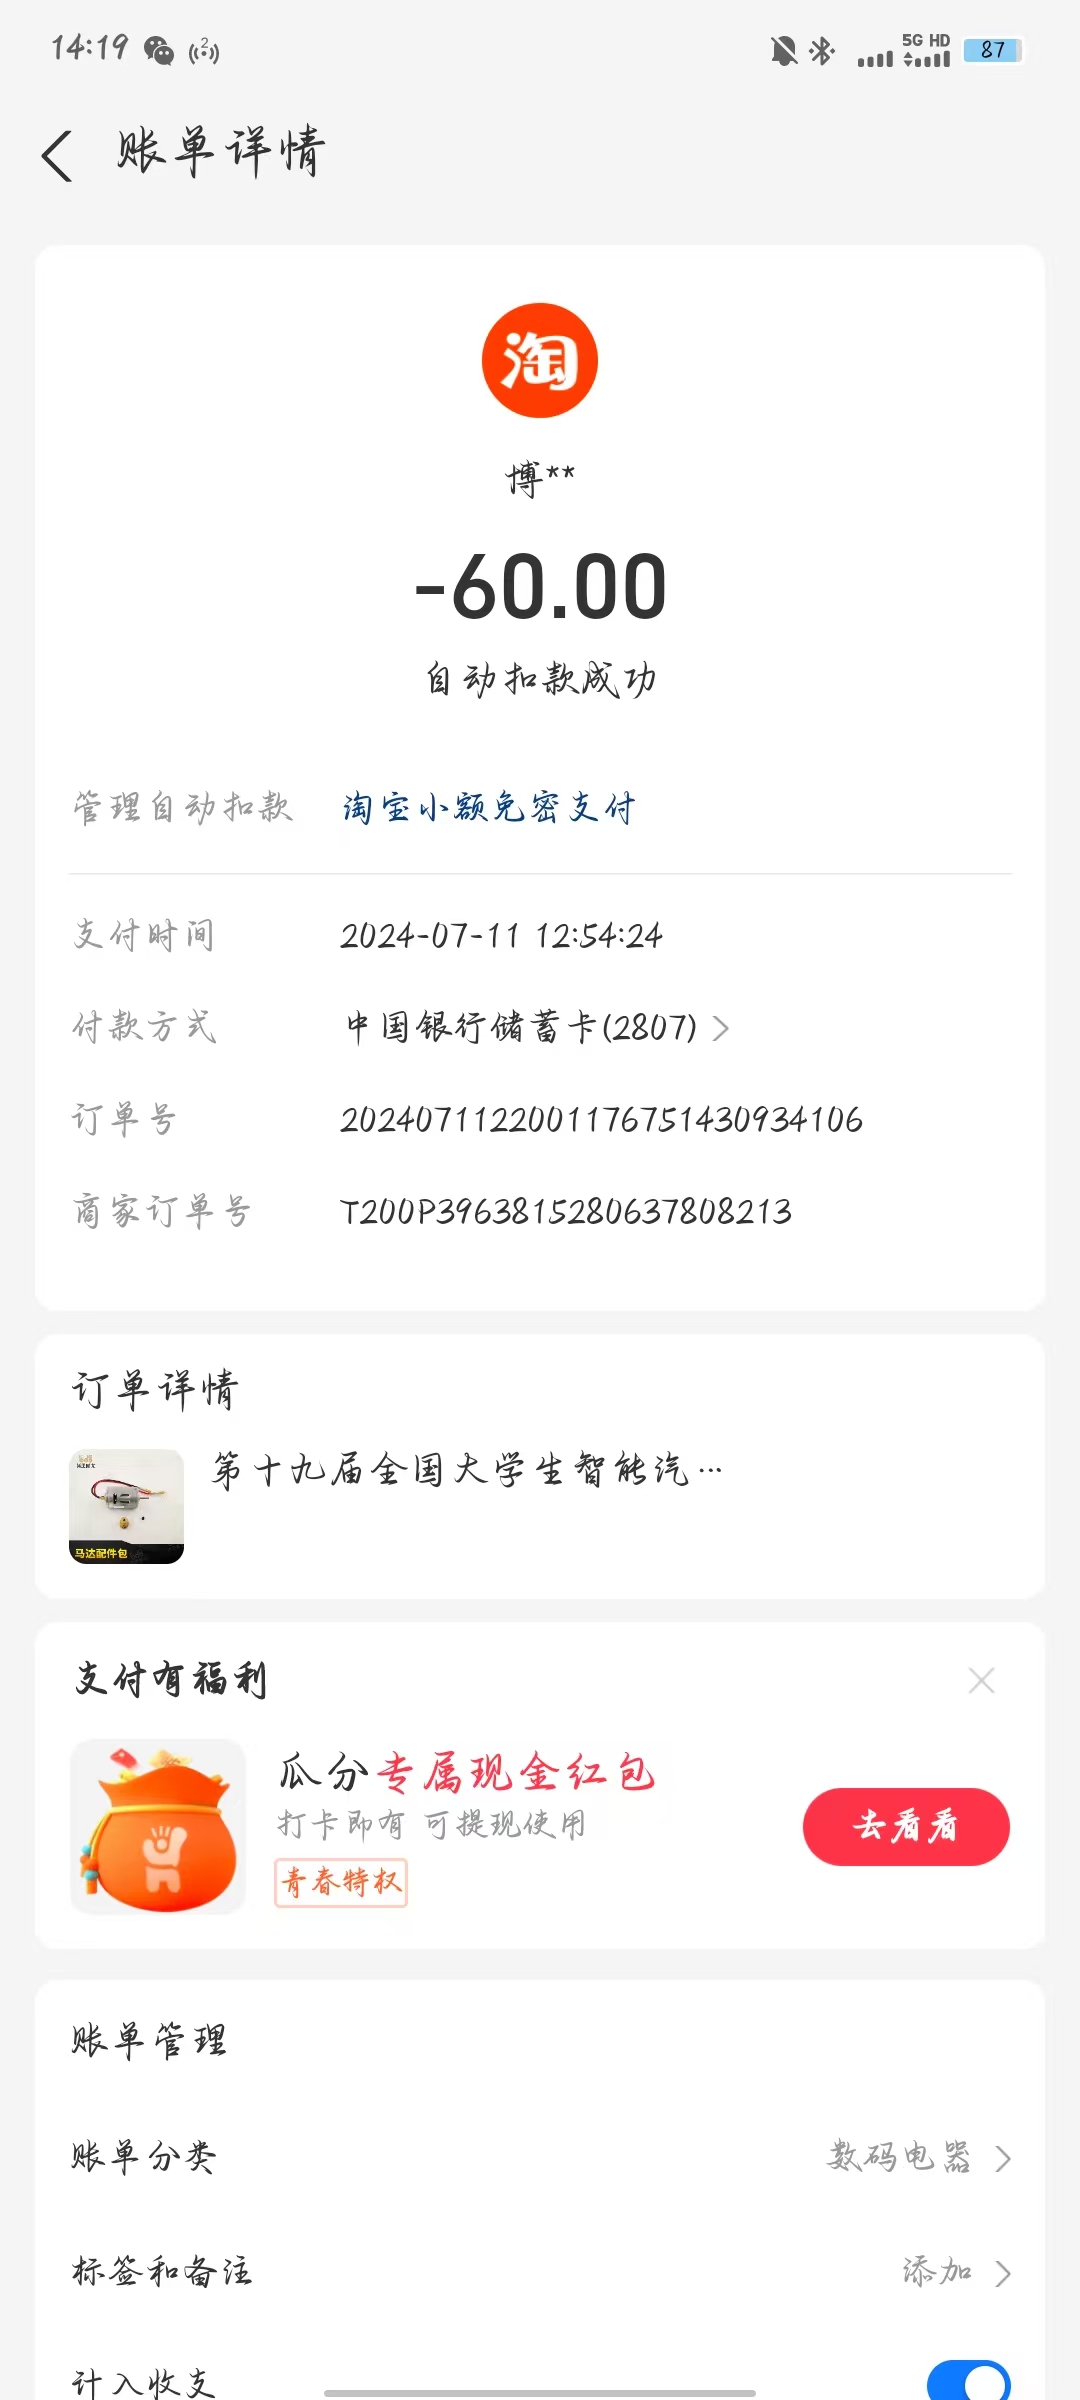 14:19 2 5G HD 87
账单详情
淘
博**
-60.00
自动扣款成功
管理自动扣款 淘宝小额免密支付
支付时间 2024-07-11 12:54:24
付款方式 中国银行储蓄卡(2807)
订单号 2024071122001176751430934106
商家订单号 T200P3963815280637808213
订单详情
第十九届全国大学生智能汽…
马达配件包
支付有福利
瓜分专属现金红包
打卡即有 可提现使用
去看看
青春特权
账单管理
账单分类 数码电器
标签和备注 添加
计入收支